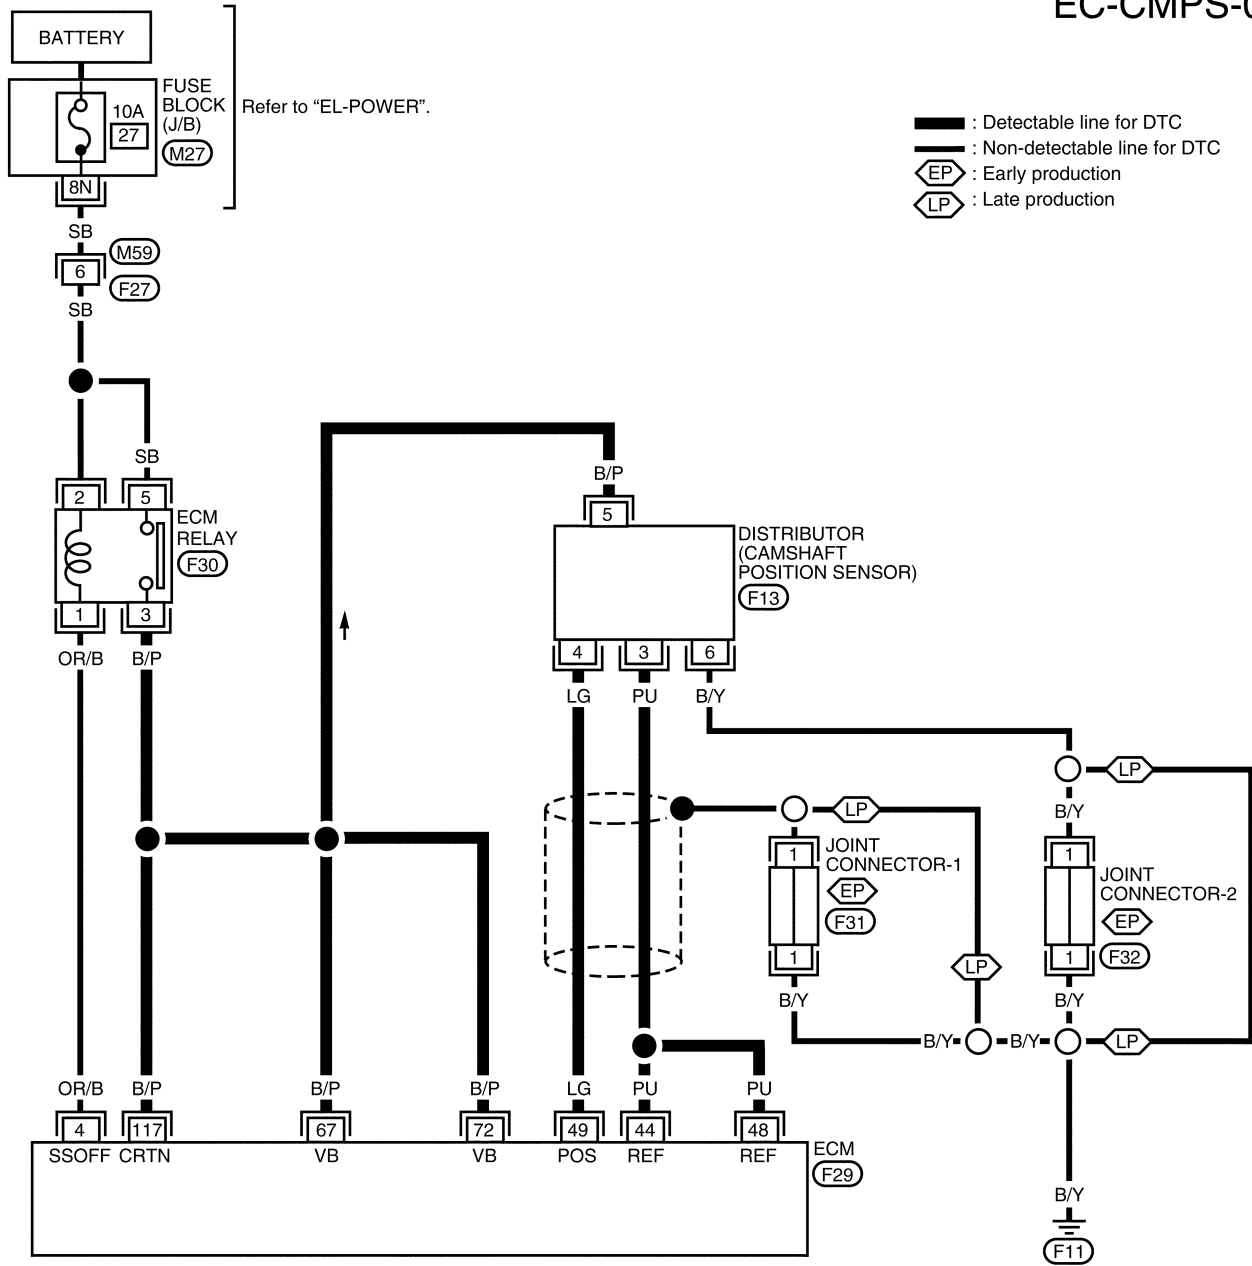 EC-CMPS-0
BATTERY
FUSE
BLOCK
(J/B)
10A
27
M27
Refer to “EL-POWER”.
: Detectable line for DTC
: Non-detectable line for DTC
EP : Early production
LP : Late production
8N
SB
M59
6
F27
SB
SB
2
5
ECM
RELAY
F30
1
3
OR/B
B/P
B/P
5
DISTRIBUTOR
(CAMSHAFT
POSITION SENSOR)
F13
4
3
6
LG
PU
B/Y
LP
B/Y
LP
1
JOINT
CONNECTOR-1
EP
F31
1
B/Y
1
JOINT
CONNECTOR-2
EP
F32
1
B/Y
LP
B/Y
B/Y
LP
OR/B
B/P
B/P
B/P
LG
PU
PU
4
117
67
72
49
44
48
SSOFF
CRTN
VB
VB
POS
REF
REF
ECM
F29
B/Y
F11